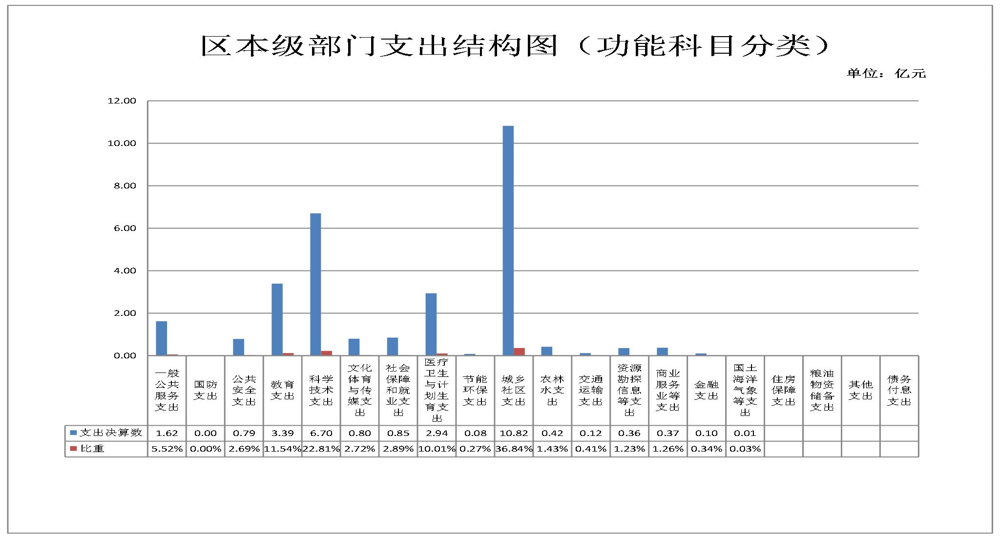 区本级部门支出结构图（功能科目分类）
单位：亿元
12.00
10.00
8.00
6.00
4.00
2.00
0.00
一般
公共
服务
支出
国防
支出
公共
安全
支出
教育
支出
科学
技术
支出
文化
体育
与传
媒支
出
社会
保障
和就
业支
出
医疗
卫生
与计
划生
育支
出
节能
环保
支出
城乡
社区
支出
农林
水支
出
交通
运输
支出
资源
勘探
信息
等支
出
商业
服务
业等
支出
金融
支出
国土
海洋
气象
等支
出
住房
保障
支出
粮油
物资
储备
支出
其他
支出
债务
付息
支出
支出决算数 1.62 0.00 0.79 3.39 6.70 0.80 0.85 2.94 0.08 10.82 0.42 0.12 0.36 0.37 0.10 0.01
比重 5.52% 0.00% 2.69% 11.54% 22.81% 2.72% 2.89% 10.01% 0.27% 36.84% 1.43% 0.41% 1.23% 1.26% 0.34% 0.03%